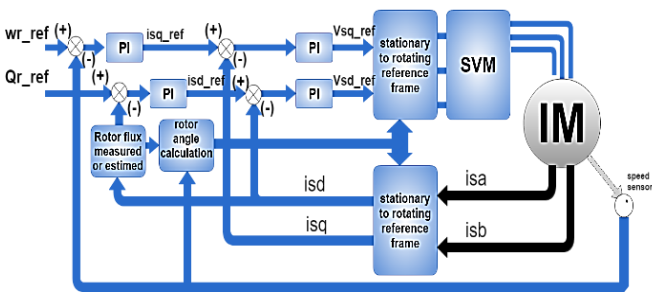 wr_ref
(+)
(-)
PI
isq_ref
(+)
(-)
PI
Vsq_ref
Qr_ref
(+)
(-)
PI
isd_ref
(+)
(-)
PI
Vsd_ref
stationary
to rotating
reference
frame
SVM
IM
Rotor flux
measured
or estimed
rotor
angle
calculation
isd
isq
stationary
to rotating
reference
frame
isa
isb
speed
sensor